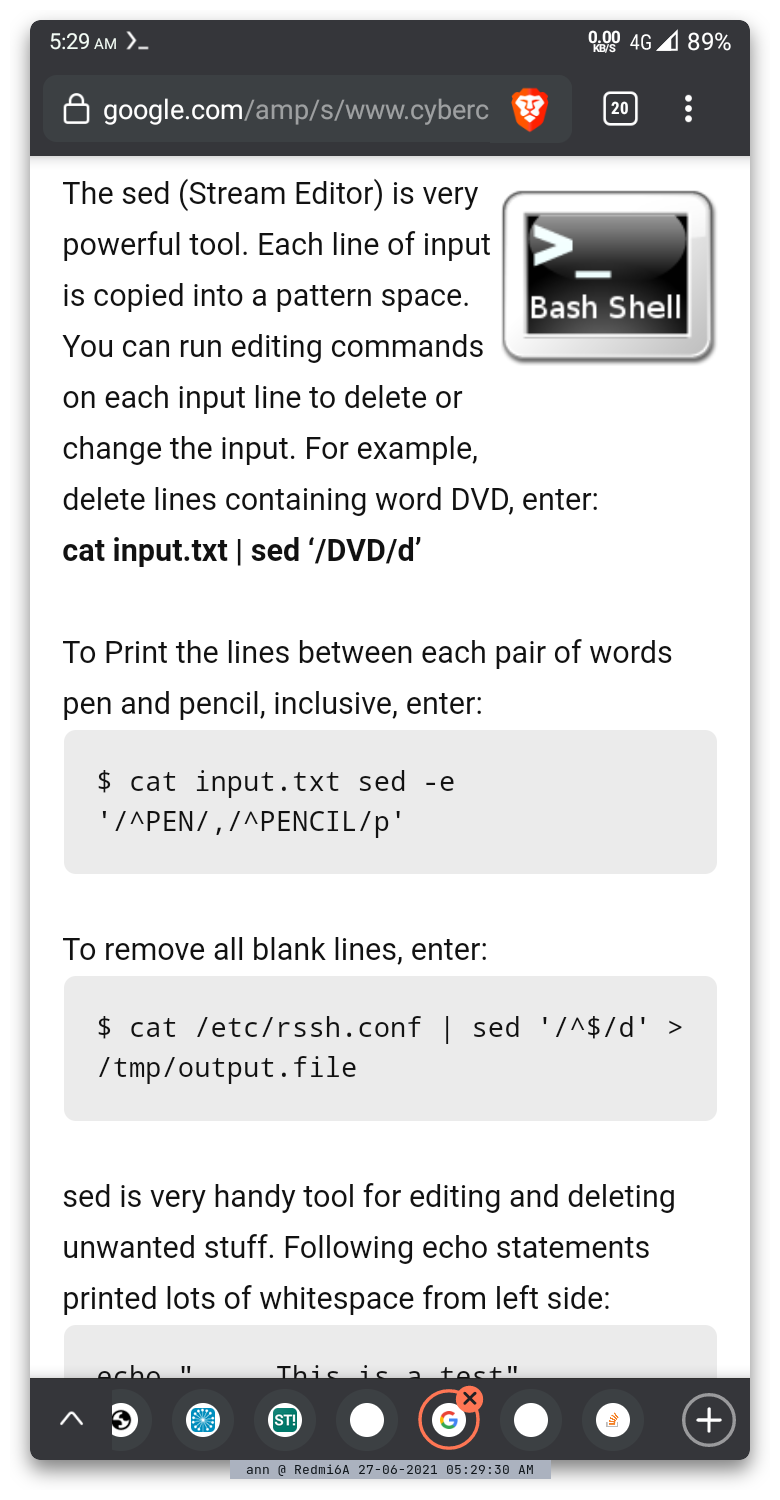 5:29 AM
0.00 KB/S 4G 89%
google.com/amp/s/www.cyberc
20
The sed (Stream Editor) is very
powerful tool. Each line of input
is copied into a pattern space.
You can run editing commands
on each input line to delete or
change the input. For example,
delete lines containing word DVD, enter:
cat input.txt | sed ‘/DVD/d’
>_
Bash Shell
To Print the lines between each pair of words
pen and pencil, inclusive, enter:
$ cat input.txt sed -e
'/^PEN/,/^PENCIL/p'
To remove all blank lines, enter:
$ cat /etc/rssh.conf | sed '/^$/d' >
/tmp/output.file
sed is very handy tool for editing and deleting
unwanted stuff. Following echo statements
printed lots of whitespace from left side:
echo "     This is a test"
ST!
G
ann @ Redmi6A 27-06-2021 05:29:30 AM